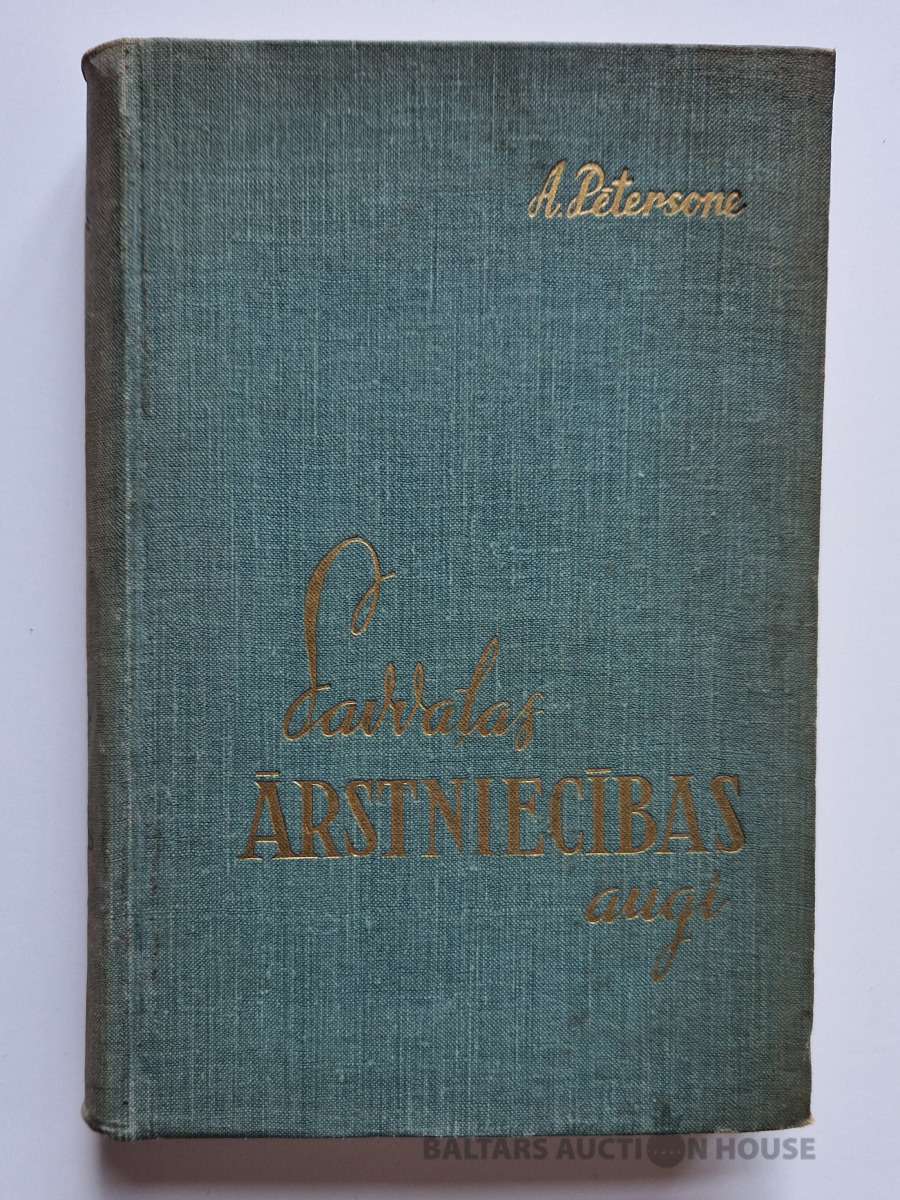 A. Pētersone
Savvaļas
ĀRSTNIECĪBAS
augi
BALTARS AUCTION HOUSE